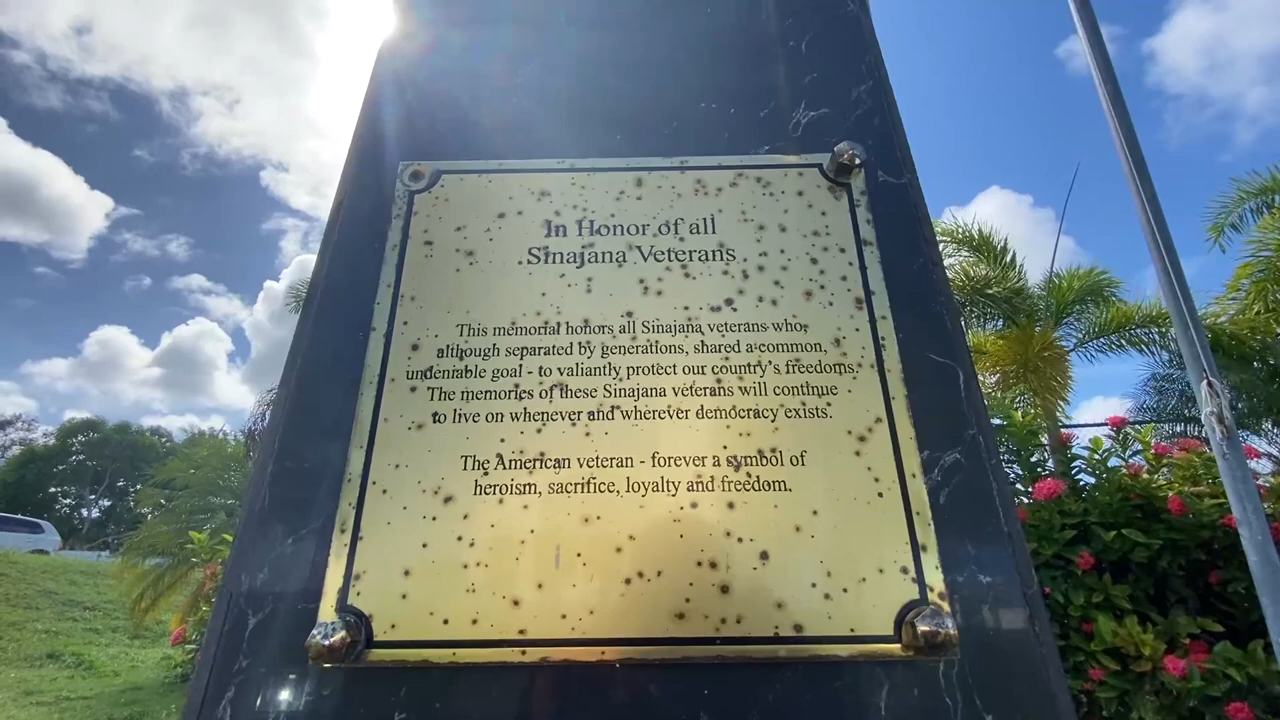 In Honor of all
Sinajana Veterans
This memorial honors all Sinajana veterans who,
although separated by generations, shared a common,
undeniable goal - to valiantly protect our country's freedoms.
The memories of these Sinajana veterans will continue
to live on whenever and wherever democracy exists.
The American veteran - forever a symbol of
heroism, sacrifice, loyalty and freedom.